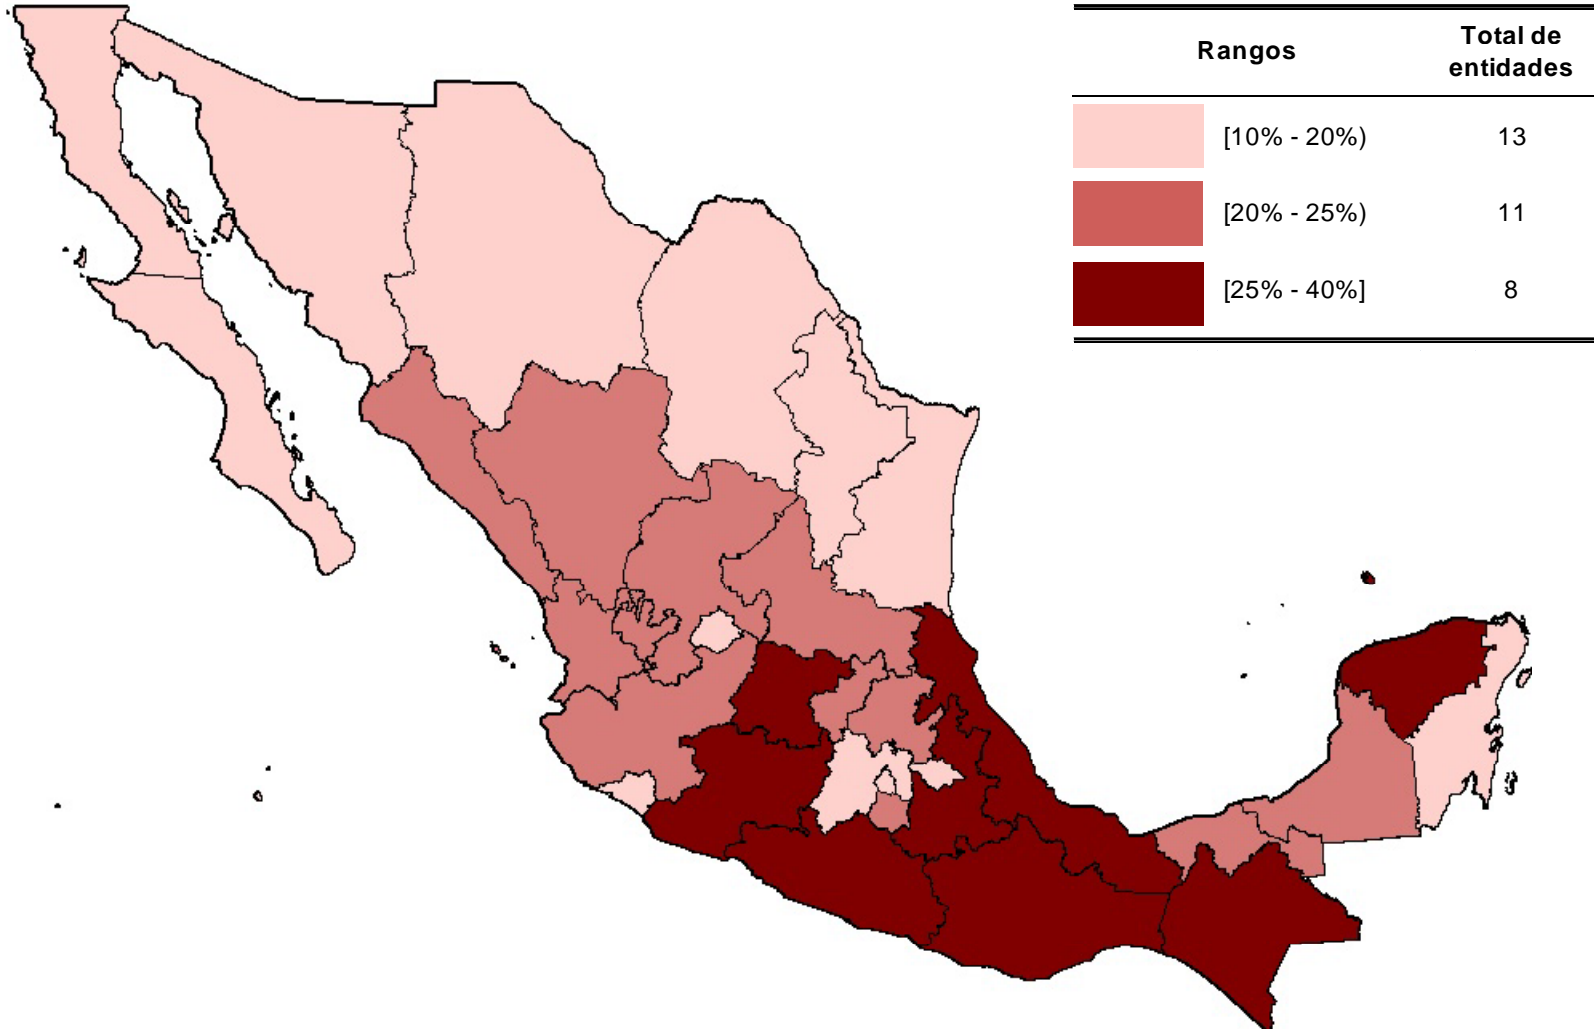 Rangos
Total de
entidades
[10% - 20%) 13
[20% - 25%) 11
[25% - 40%] 8